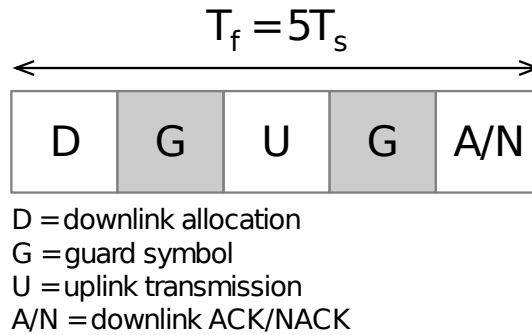 T_f = 5T_s
D G U G A/N
D = downlink allocation
G = guard symbol
U = uplink transmission
A/N = downlink ACK/NACK